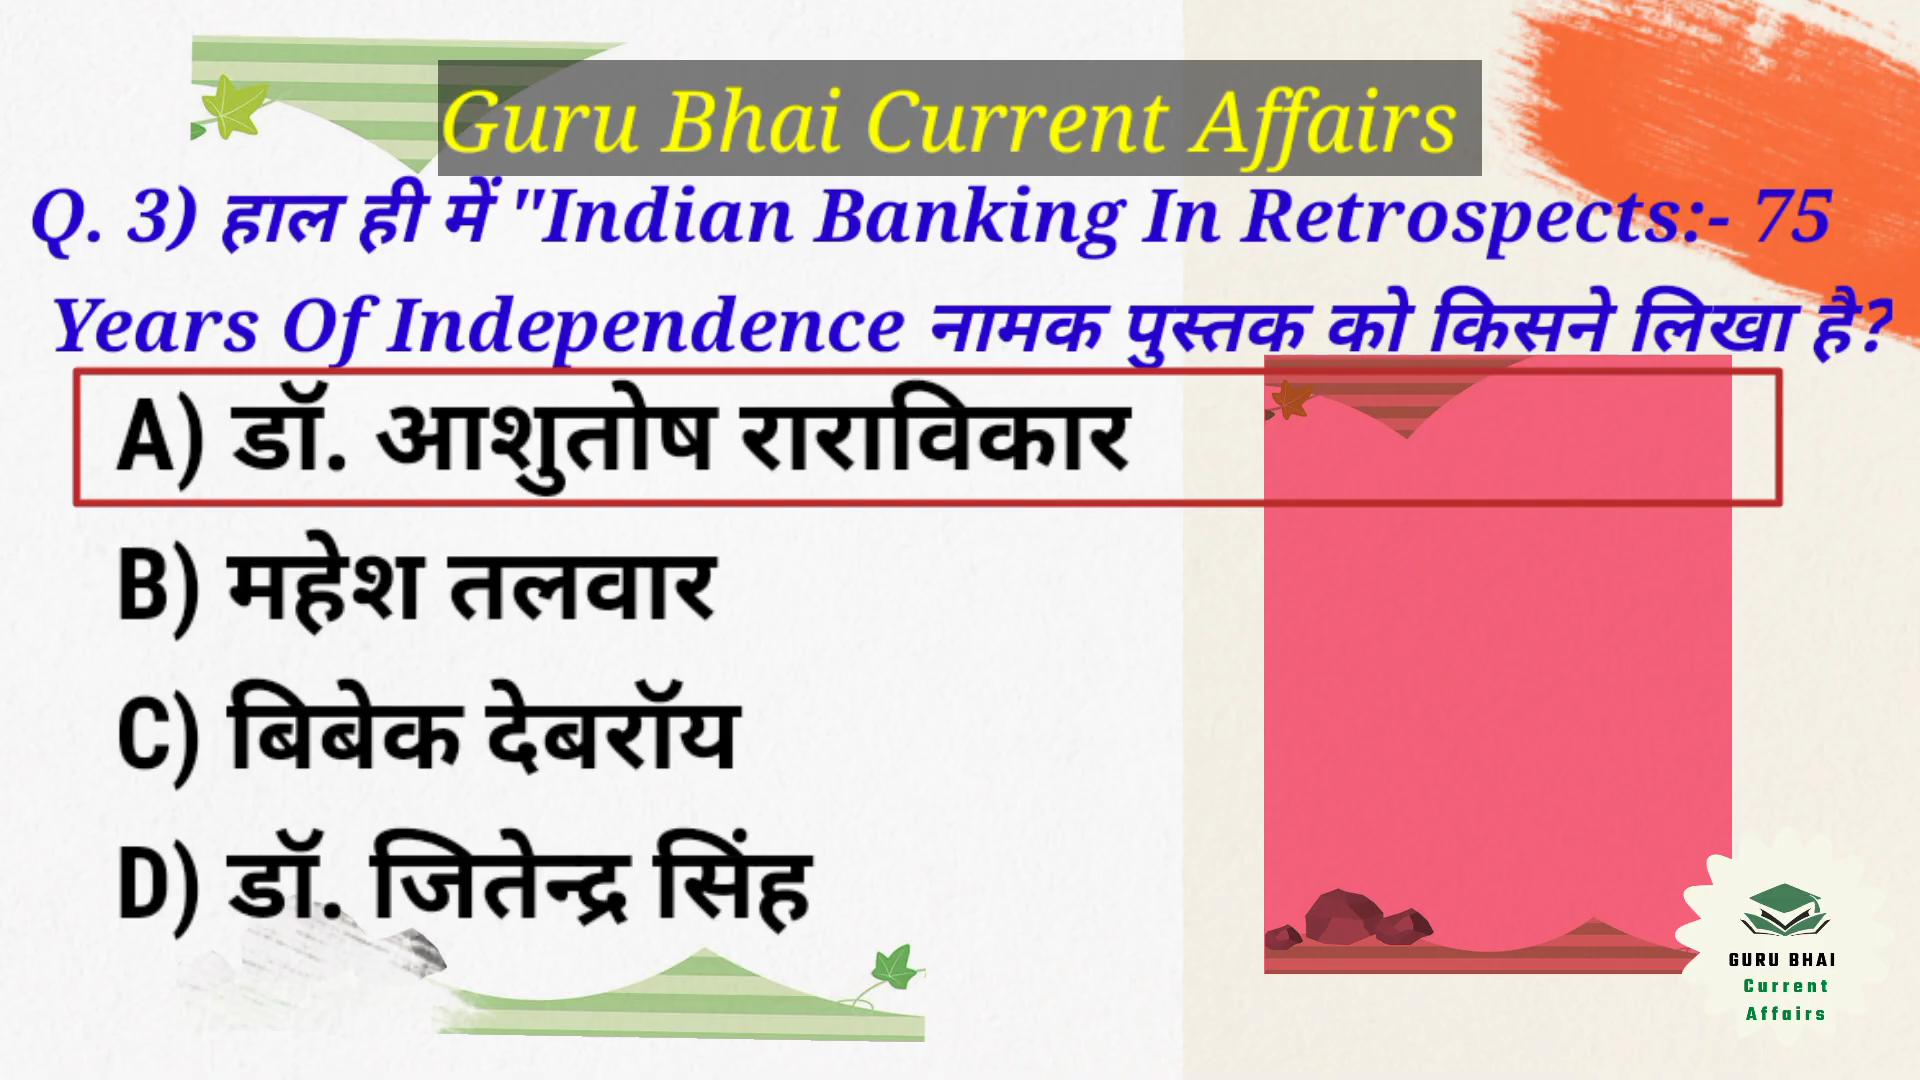 Guru Bhai Current Affairs
Q. 3) हाल ही में "Indian Banking In Retrospects:- 75
Years Of Independence नामक पुस्तक को किसने लिखा है?
A) डॉ. आशुतोष राराविकार
B) महेश तलवार
C) बिबेक देबरॉय
D) डॉ. जितेन्द्र सिंह
GURU BHAI
Current
Affairs